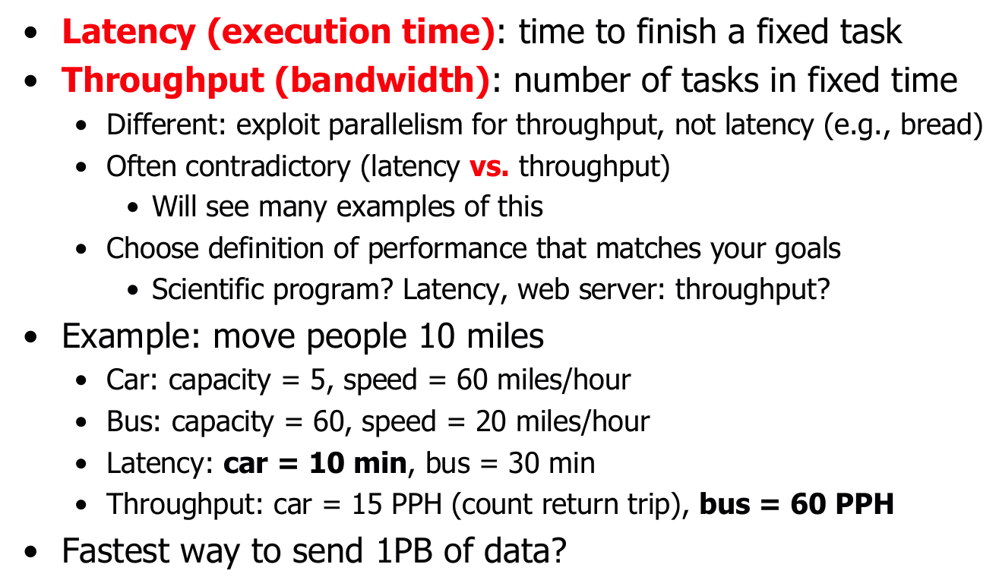 • Latency (execution time): time to finish a fixed task
• Throughput (bandwidth): number of tasks in fixed time
• Different: exploit parallelism for throughput, not latency (e.g., bread)
• Often contradictory (latency vs. throughput)
• Will see many examples of this
• Choose definition of performance that matches your goals
• Scientific program? Latency, web server: throughput?
• Example: move people 10 miles
• Car: capacity = 5, speed = 60 miles/hour
• Bus: capacity = 60, speed = 20 miles/hour
• Latency: car = 10 min, bus = 30 min
• Throughput: car = 15 PPH (count return trip), bus = 60 PPH
• Fastest way to send 1PB of data?